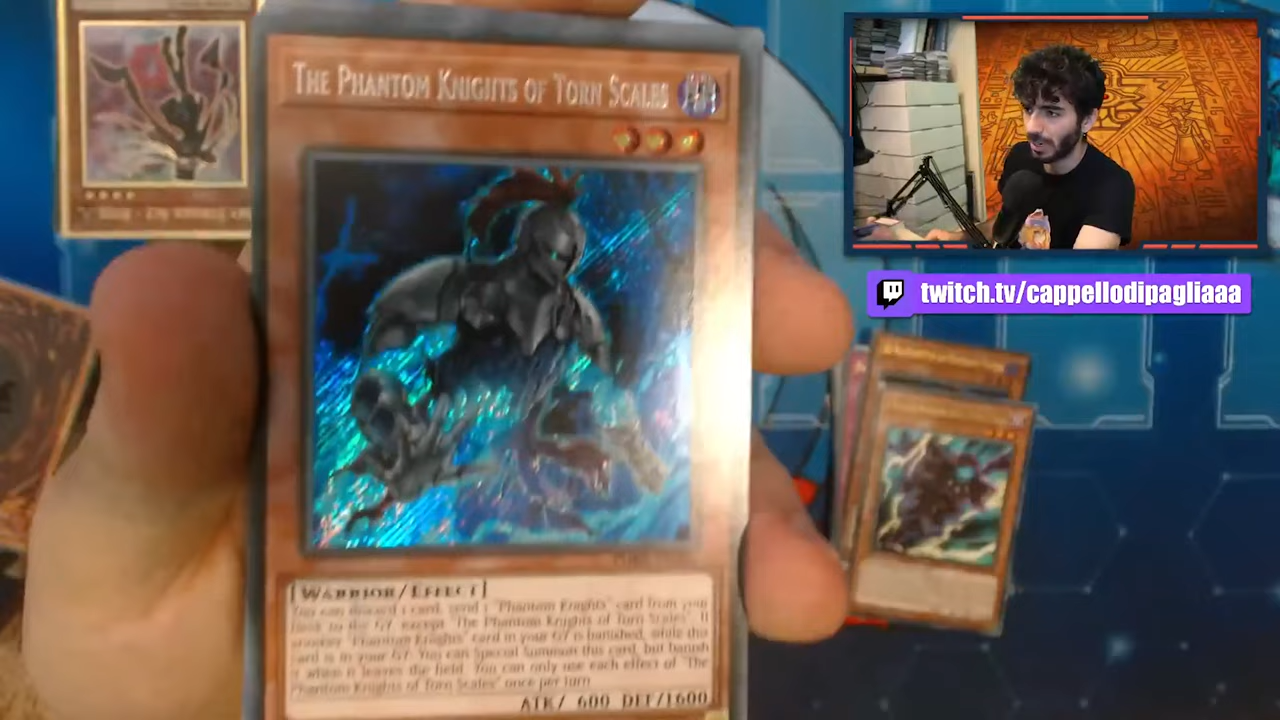 THE PHANTOM KNIGHTS OF TORN SCALES
twitch.tv/cappellodipagliaaa
[WARRIOR/EFFECT]
You can discard 1 card; send 1 "Phantom Knights" card from your
Deck to the GY, except "The Phantom Knights of Torn Scales". If
another "Phantom Knights" card in your GY is banished, while this
card is in your GY: You can Special Summon this card, but banish
it when it leaves the field. You can only use each effect of "The
Phantom Knights of Torn Scales" once per turn.
ATK/ 600 DEF/1600